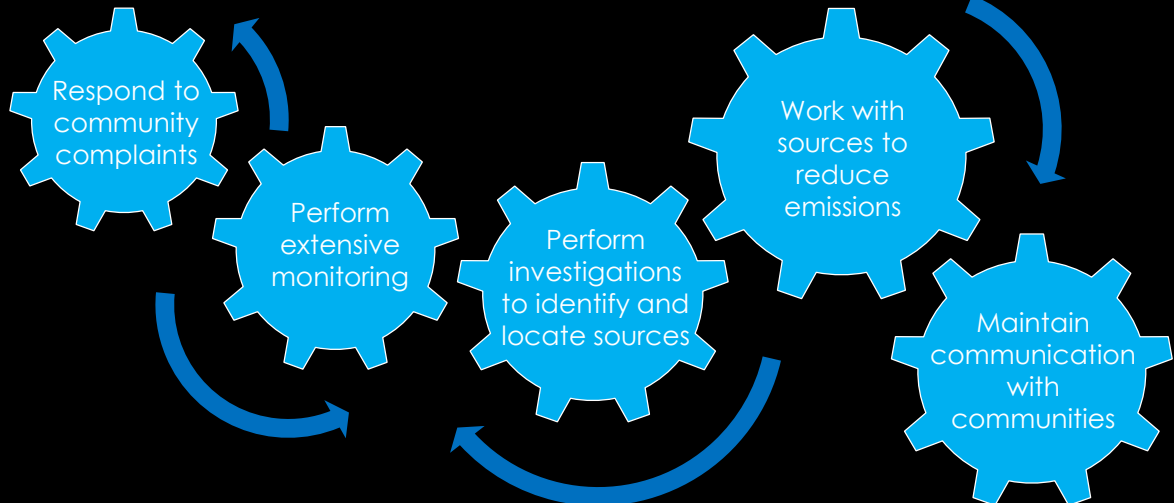 Respond to
community
complaints
Perform
extensive
monitoring
Perform
investigations
to identify and
locate sources
Work with
sources to
reduce
emissions
Maintain
communication
with
communities